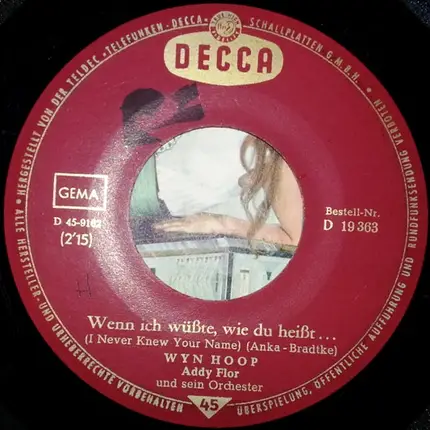 DECCA
HERGESTELLT VON DER TELDEC • »TELEFUNKEN - DECCA« SCHALLPLATTEN G.M.B.H. •
ALLE HERSTELLER- UND URHEBERRECHTE VORBEHALTEN
ÜBERSPIELUNG, ÖFFENTLICHE AUFFÜHRUNG UND RUNDFUNKSENDUNG VERBOTEN
GEMA
D 45-91
(2'15)
Bestell-Nr.
D 19 363
Wenn ich wüßte, wie du heißt...
(I Never Knew Your Name) (Anka-Bradtke)
WYN HOOP
Addy Flor
und sein Orchester
45